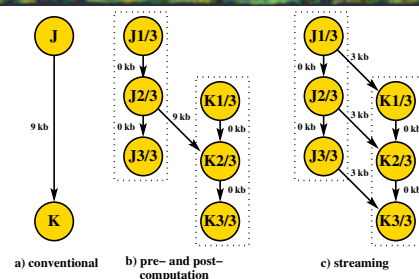 J
9 kb
K
a) conventional
J1/3
0 kb
J2/3
0 kb
J3/3
9 kb
K1/3
0 kb
K2/3
0 kb
K3/3
b) pre– and post–
computation
J1/3
0 kb
J2/3
0 kb
J3/3
3 kb
3 kb
3 kb
K1/3
0 kb
K2/3
0 kb
K3/3
c) streaming